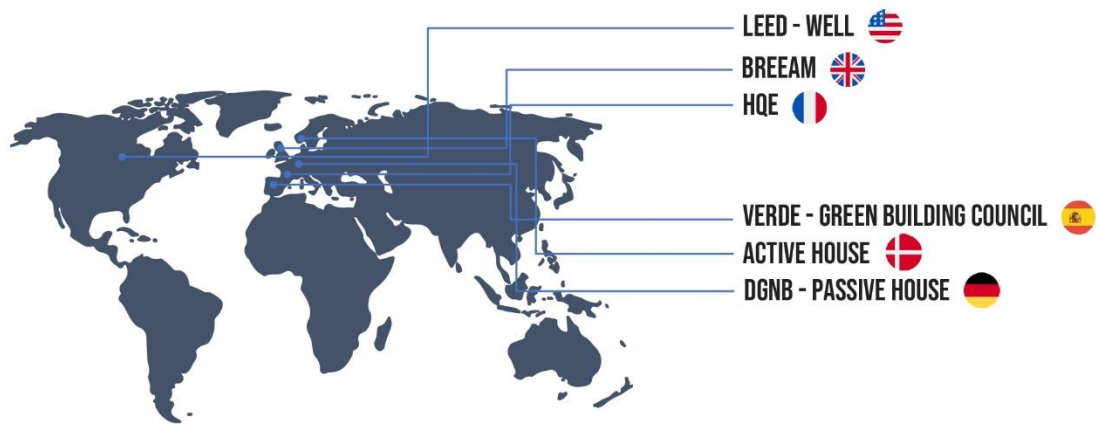 LEED - WELL
BREEAM
HQE
VERDE - GREEN BUILDING COUNCIL
ACTIVE HOUSE
DGNB - PASSIVE HOUSE